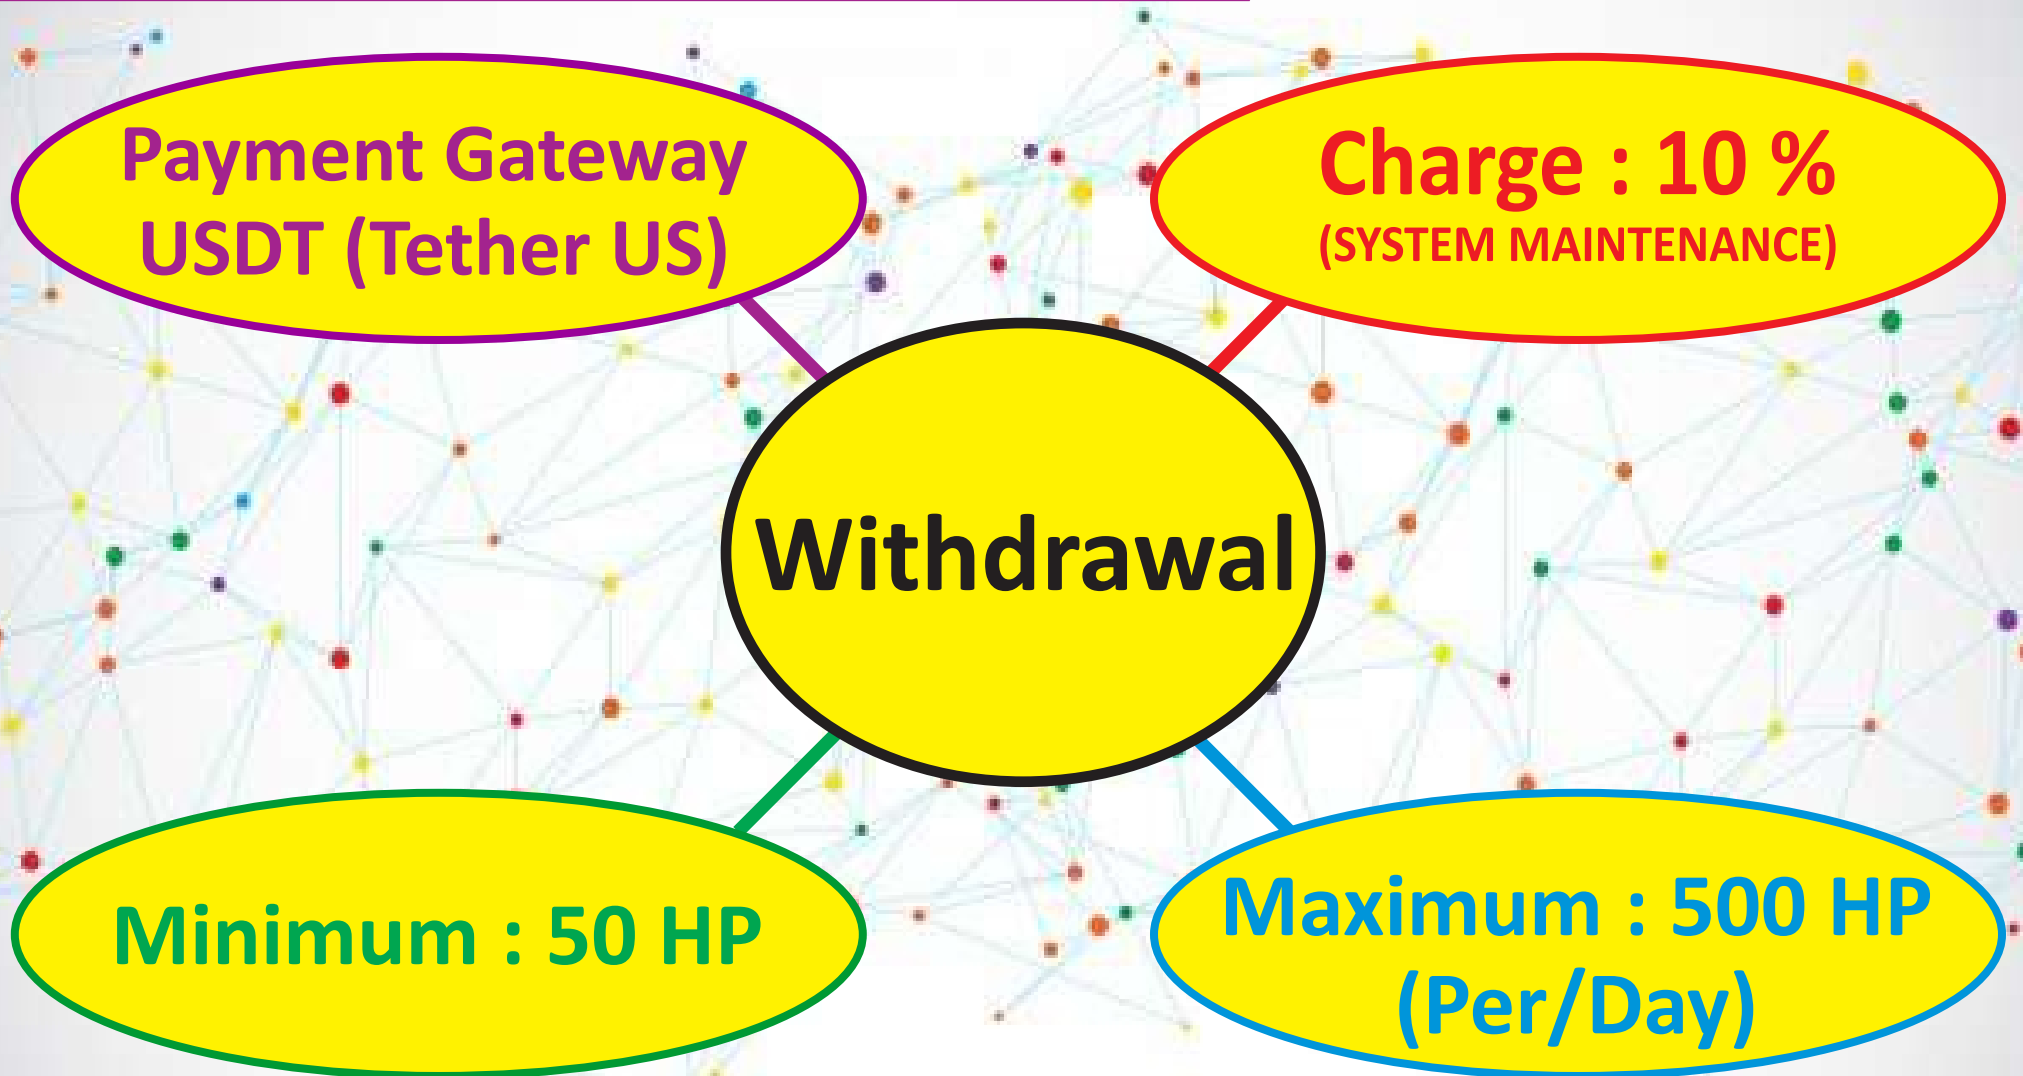 Payment Gateway
USDT (Tether US)
Charge : 10 %
(SYSTEM MAINTENANCE)
Withdrawal
Minimum : 50 HP
Maximum : 500 HP
(Per/Day)